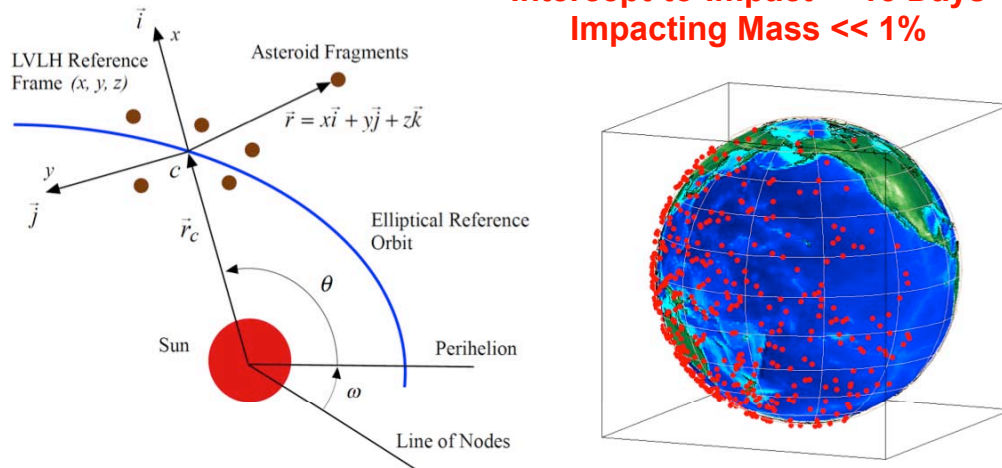 Impacting Mass << 1%
i⃗
x
LVLH Reference
Frame (x, y, z)
Asteroid Fragments
r⃗ = xi⃗ + yj⃗ + zk⃗
y
c
j⃗
r⃗c
Elliptical Reference
Orbit
θ
Sun
Perihelion
ω
Line of Nodes